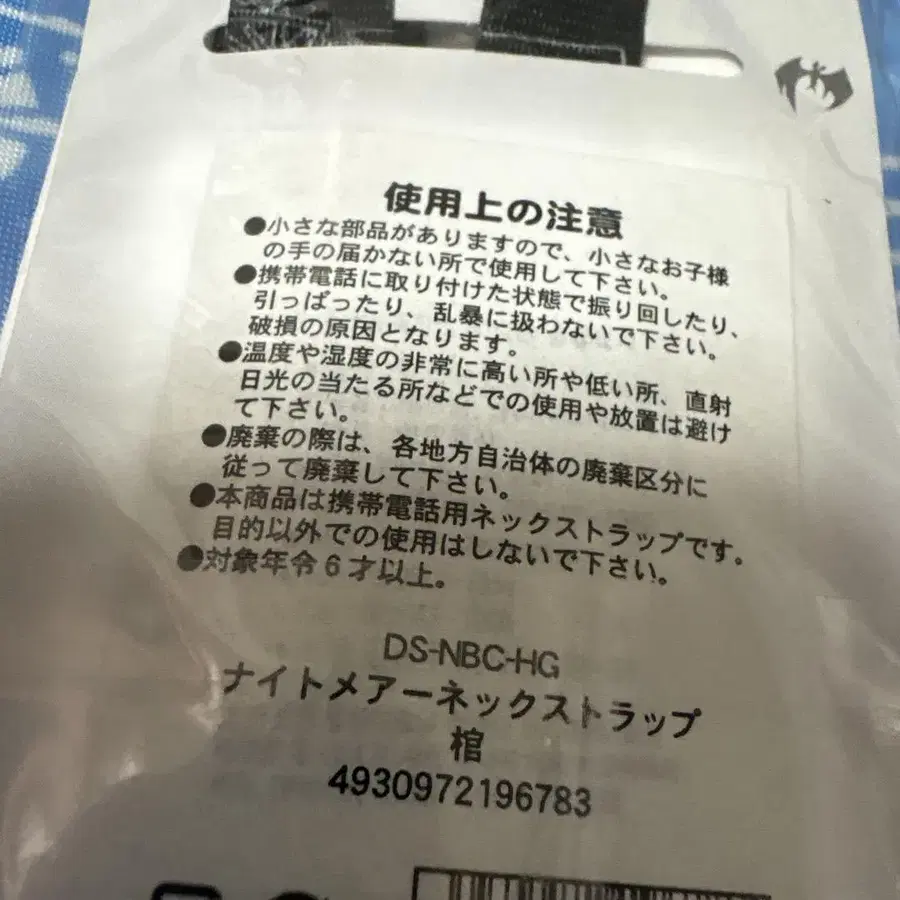 使用上の注意
●小さな部品がありますので、小さなお子様
の手の届かない所で使用して下さい。
●携帯電話に取り付けた状態で振り回したり、
引っぱったり、乱暴に扱わないで下さい。
破損の原因となります。
●温度や湿度の非常に高い所や低い所、直射
日光の当たる所などでの使用や放置は避け
て下さい。
●廃棄の際は、各地方自治体の廃棄区分に
従って廃棄して下さい。
●本商品は携帯電話用ネックストラップです。
目的以外での使用はしないで下さい。
●対象年令6才以上。
DS-NBC-HG
ナイトメアーネックストラップ
棺
4930972196783